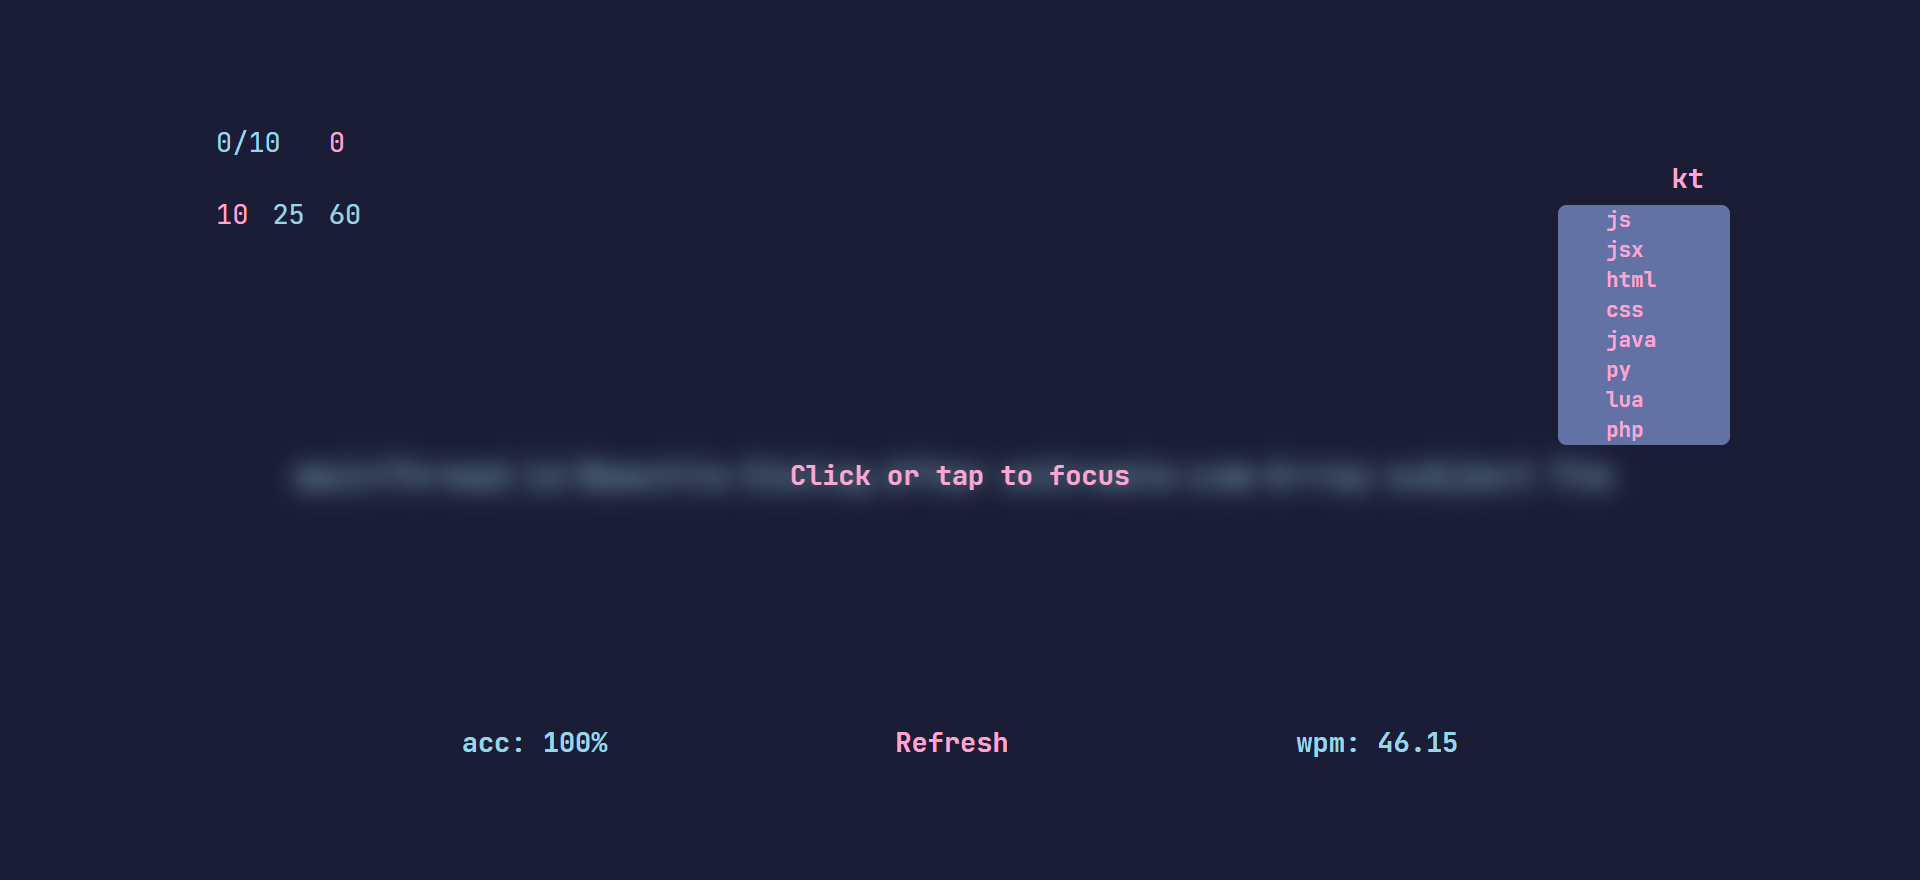 0/10 0
10 25 60
kt
js
jsx
html
css
java
py
lua
php
Click or tap to focus
acc: 100%
Refresh
wpm: 46.15